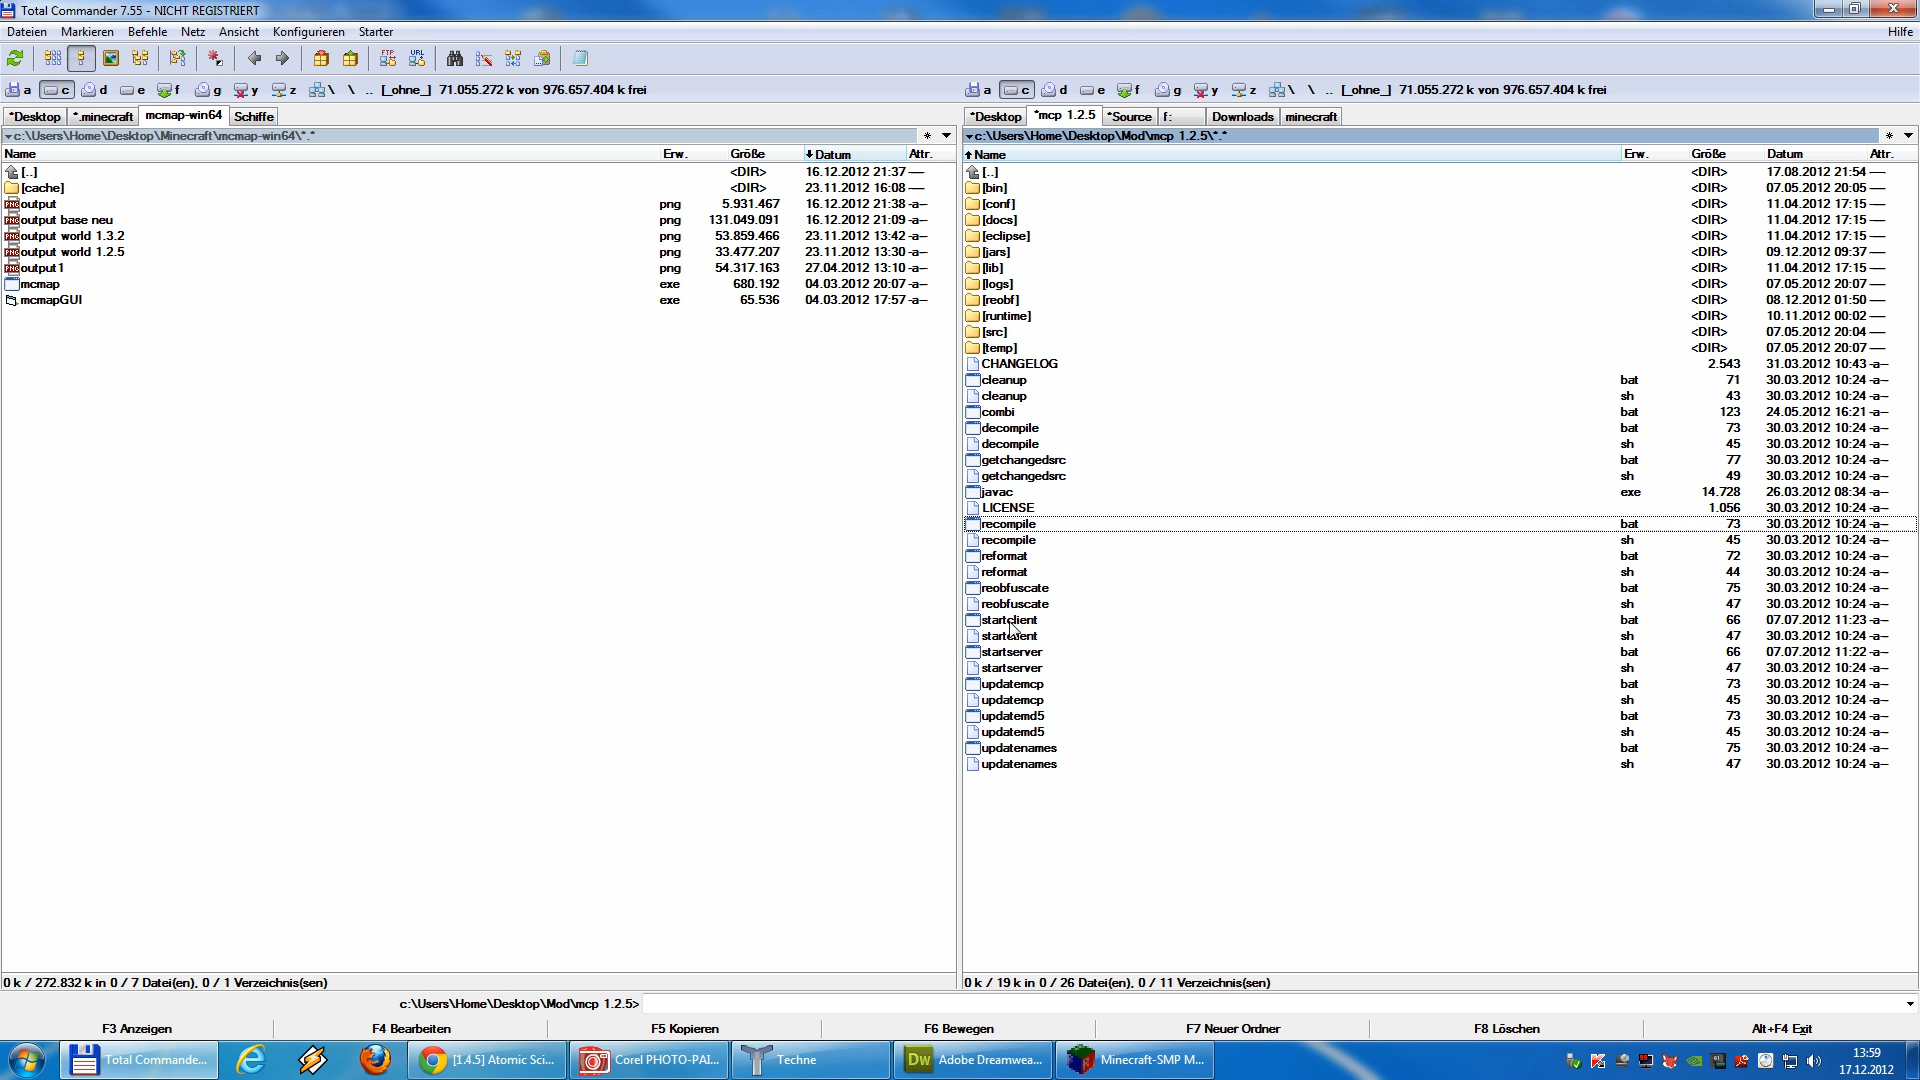 Total Commander 7.55 - NICHT REGISTRIERT
Dateien Markieren Befehle Netz Ansicht Konfigurieren Starter Hilfe
FTP URL
a c d e f g y z \ \ .. [_ohne_] 71.055.272 k von 976.657.404 k frei
a c d e f g y z \ \ .. [_ohne_] 71.055.272 k von 976.657.404 k frei
*Desktop *.minecraft mcmap-win64 Schiffe
c:\Users\Home\Desktop\Minecraft\mcmap-win64\*.*
Name Erw. Größe Datum Attr.
[..] <DIR> 16.12.2012 21:37 ----
[cache] <DIR> 23.11.2012 16:08 ----
output png 5.931.467 16.12.2012 21:38 -a--
output base neu png 131.049.091 16.12.2012 21:09 -a--
output world 1.3.2 png 53.859.466 23.11.2012 13:42 -a--
output world 1.2.5 png 33.477.207 23.11.2012 13:30 -a--
output1 png 54.317.163 27.04.2012 13:10 -a--
mcmap exe 680.192 04.03.2012 20:07 -a--
mcmapGUI exe 65.536 04.03.2012 17:57 -a--
0 k / 272.832 k in 0 / 7 Datei(en), 0 / 1 Verzeichnis(sen)
*Desktop *mcp 1.2.5 *Source f: Downloads minecraft
c:\Users\Home\Desktop\Mod\mcp 1.2.5\*.*
Name Erw. Größe Datum Attr.
[..] <DIR> 17.08.2012 21:54 ----
[bin] <DIR> 07.05.2012 20:05 ----
[conf] <DIR> 11.04.2012 17:15 ----
[docs] <DIR> 11.04.2012 17:15 ----
[eclipse] <DIR> 11.04.2012 17:15 ----
[jars] <DIR> 09.12.2012 09:37 ----
[lib] <DIR> 11.04.2012 17:15 ----
[logs] <DIR> 07.05.2012 20:07 ----
[reobf] <DIR> 08.12.2012 01:50 ----
[runtime] <DIR> 10.11.2012 00:02 ----
[src] <DIR> 07.05.2012 20:04 ----
[temp] <DIR> 07.05.2012 20:07 ----
CHANGELOG 2.543 31.03.2012 10:43 -a--
cleanup bat 71 30.03.2012 10:24 -a--
cleanup sh 43 30.03.2012 10:24 -a--
combi bat 123 24.05.2012 16:21 -a--
decompile bat 73 30.03.2012 10:24 -a--
decompile sh 45 30.03.2012 10:24 -a--
getchangedsrc bat 77 30.03.2012 10:24 -a--
getchangedsrc sh 49 30.03.2012 10:24 -a--
javac exe 14.728 26.03.2012 08:34 -a--
LICENSE 1.056 30.03.2012 10:24 -a--
recompile bat 73 30.03.2012 10:24 -a--
recompile sh 45 30.03.2012 10:24 -a--
reformat bat 72 30.03.2012 10:24 -a--
reformat sh 44 30.03.2012 10:24 -a--
reobfuscate bat 75 30.03.2012 10:24 -a--
reobfuscate sh 47 30.03.2012 10:24 -a--
startclient bat 66 07.07.2012 11:23 -a--
startclient sh 47 30.03.2012 10:24 -a--
startserver bat 66 07.07.2012 11:22 -a--
startserver sh 47 30.03.2012 10:24 -a--
updatemcp bat 73 30.03.2012 10:24 -a--
updatemcp sh 45 30.03.2012 10:24 -a--
updatemd5 bat 73 30.03.2012 10:24 -a--
updatemd5 sh 45 30.03.2012 10:24 -a--
updatenames bat 75 30.03.2012 10:24 -a--
updatenames sh 47 30.03.2012 10:24 -a--
0 k / 19 k in 0 / 26 Datei(en), 0 / 11 Verzeichnis(sen)
c:\Users\Home\Desktop\Mod\mcp 1.2.5>
F3 Anzeigen F4 Bearbeiten F5 Kopieren F6 Bewegen F7 Neuer Ordner F8 Löschen Alt+F4 Exit
Total Commande... [1.4.5] Atomic Sci... Corel PHOTO-PAI... Techne Dw Adobe Dreamwea... Minecraft-SMP M... 13:59
17.12.2012